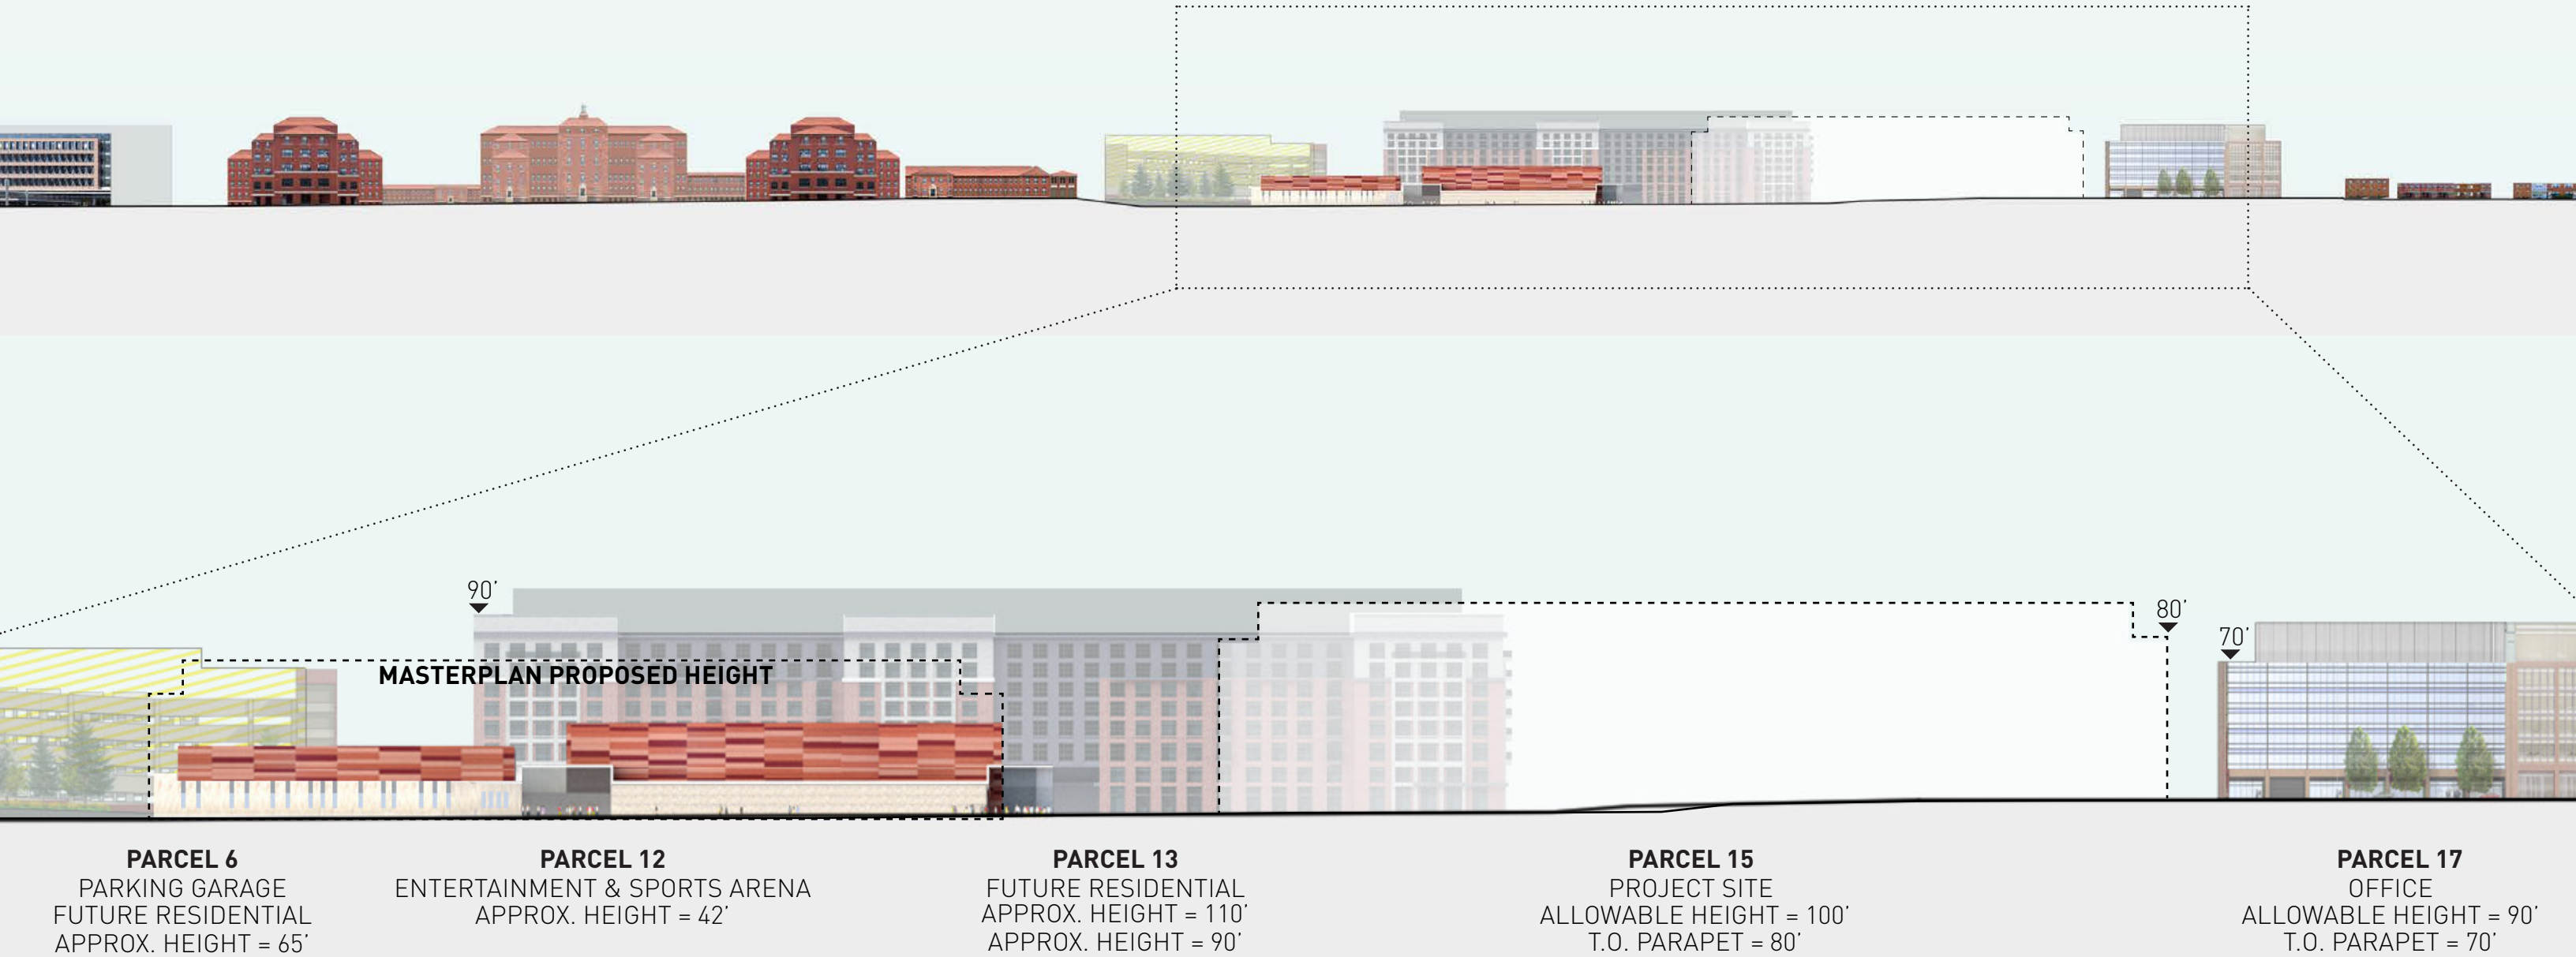 90'
80'
70'
MASTERPLAN PROPOSED HEIGHT
PARCEL 6
PARKING GARAGE
FUTURE RESIDENTIAL
APPROX. HEIGHT = 65'
PARCEL 12
ENTERTAINMENT & SPORTS ARENA
APPROX. HEIGHT = 42'
PARCEL 13
FUTURE RESIDENTIAL
APPROX. HEIGHT = 110'
APPROX. HEIGHT = 90'
PARCEL 15
PROJECT SITE
ALLOWABLE HEIGHT = 100'
T.O. PARAPET = 80'
PARCEL 17
OFFICE
ALLOWABLE HEIGHT = 90'
T.O. PARAPET = 70'